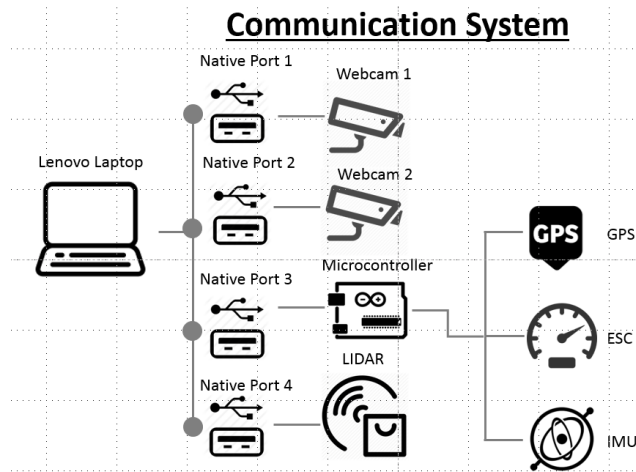 Communication System
Native Port 1
Webcam 1
Lenovo Laptop
Native Port 2
Webcam 2
GPS
GPS
Native Port 3
Microcontroller
ESC
Native Port 4
LIDAR
IMU